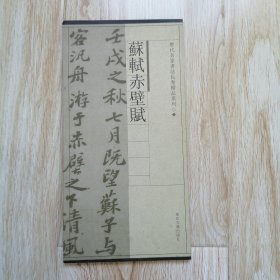 蘇軾赤壁賦
壬戌之秋七月既望蘇子與
客汎舟游于赤壁之下清風